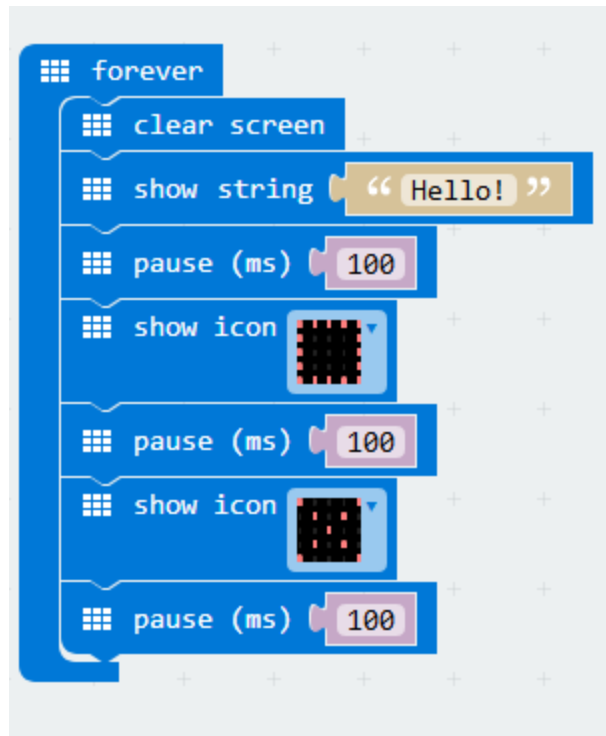 forever
clear screen
show string “ Hello! ”
pause (ms) 100
show icon
pause (ms) 100
show icon
pause (ms) 100